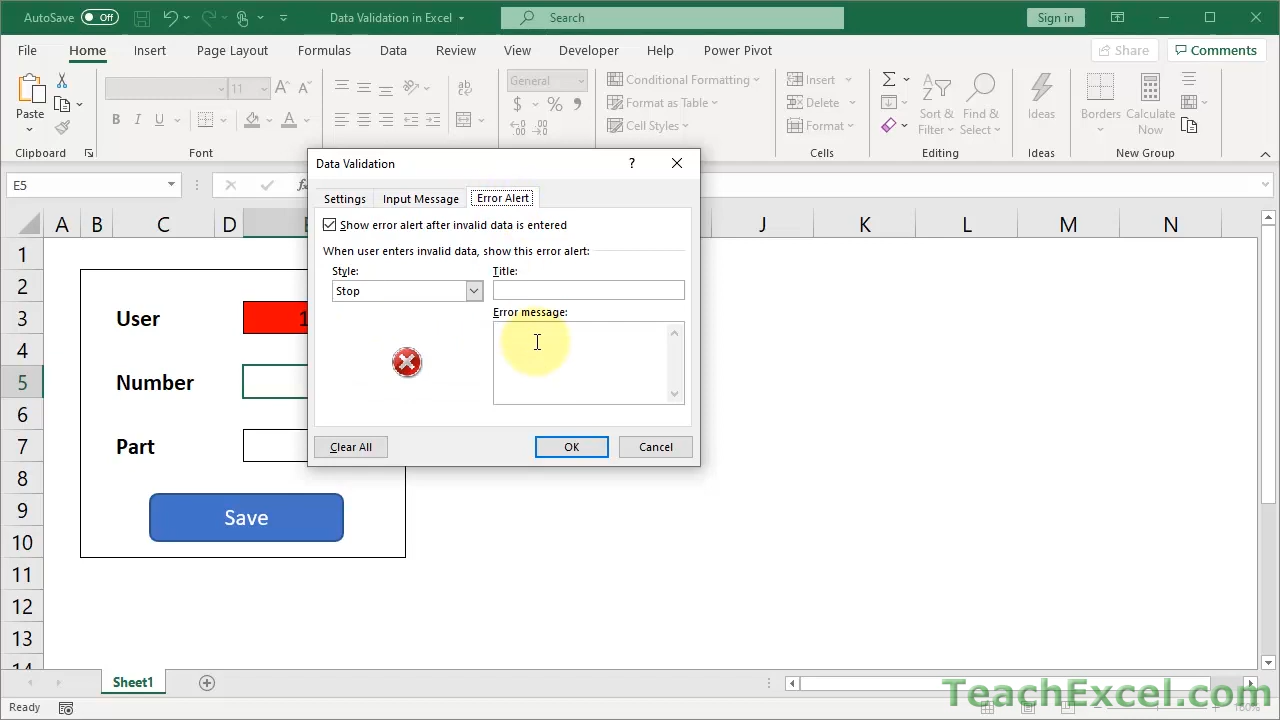 AutoSave Off Data Validation in Excel Search Sign in
File Home Insert Page Layout Formulas Data Review View Developer Help Power Pivot Share Comments
Paste 11 A A General Conditional Formatting Insert Σ Sort & Find & Ideas Borders Calculate
B I U A $ % Format as Table Delete Filter Select Now
Cell Styles Format
Clipboard Font Cells Editing Ideas New Group
E5
Data Validation ? ✕
Settings Input Message Error Alert
A B C D J K L M N
Show error alert after invalid data is entered
When user enters invalid data, show this error alert:
Style: Title:
Stop
Error message:
Clear All OK Cancel
1
2
3 User 1
4
5 Number
6
7 Part
8
9 Save
10
11
12
13
14
Sheet1
Ready
TeachExcel.com